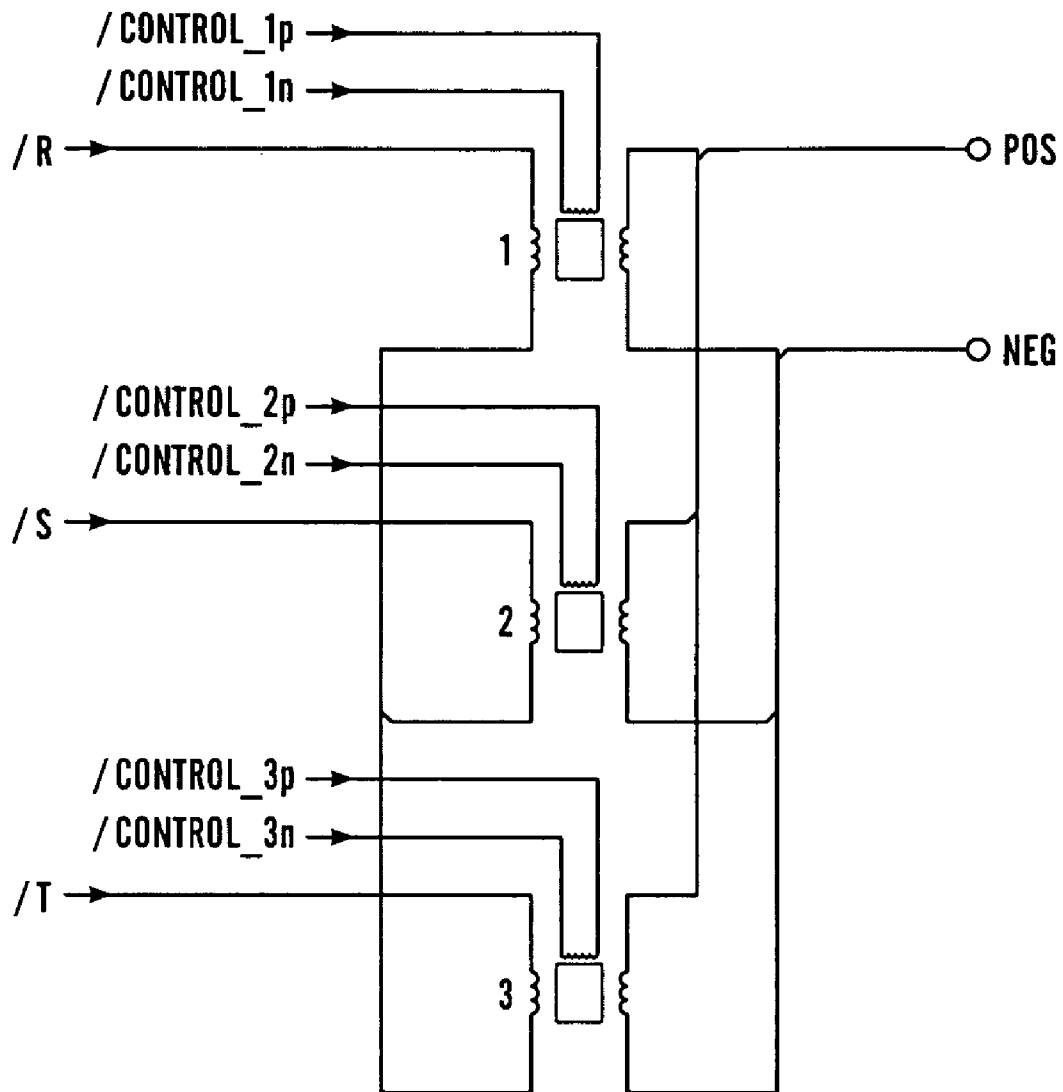 /CONTROL_1p
/CONTROL_1n
/R
POS
1
NEG
/CONTROL_2p
/CONTROL_2n
/S
2
/CONTROL_3p
/CONTROL_3n
/T
3